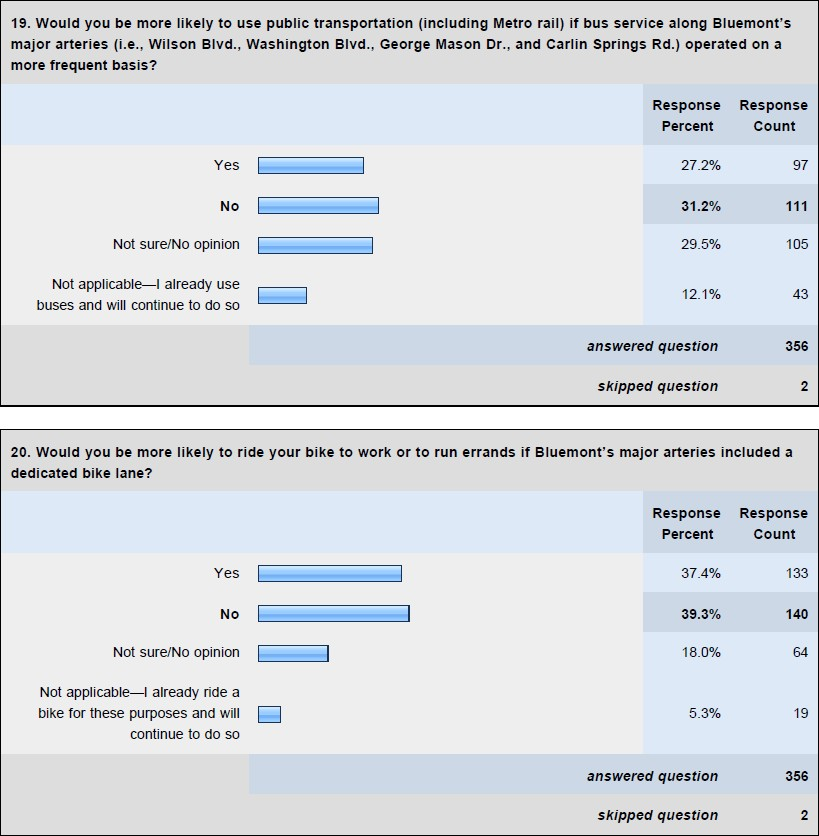 19. Would you be more likely to use public transportation (including Metro rail) if bus service along Bluemont’s
major arteries (i.e., Wilson Blvd., Washington Blvd., George Mason Dr., and Carlin Springs Rd.) operated on a
more frequent basis?
Response Response
Percent Count
Yes 27.2% 97
No 31.2% 111
Not sure/No opinion 29.5% 105
Not applicable—I already use
buses and will continue to do so 12.1% 43
answered question 356
skipped question 2
20. Would you be more likely to ride your bike to work or to run errands if Bluemont’s major arteries included a
dedicated bike lane?
Response Response
Percent Count
Yes 37.4% 133
No 39.3% 140
Not sure/No opinion 18.0% 64
Not applicable—I already ride a
bike for these purposes and will 5.3% 19
continue to do so
answered question 356
skipped question 2